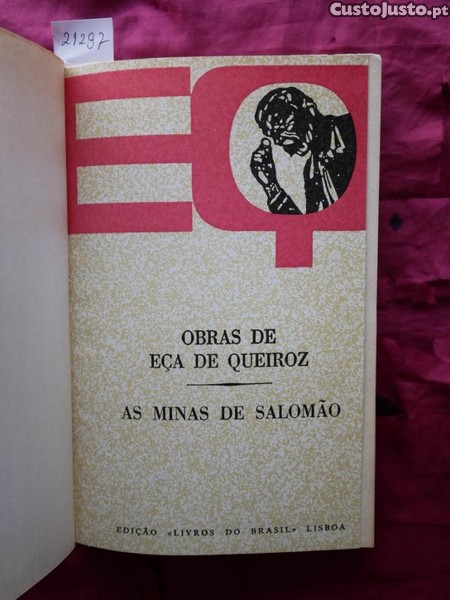 CustoJusto.pt
21297
EQ
OBRAS DE
EÇA DE QUEIROZ
AS MINAS DE SALOMÃO
EDIÇÃO «LIVROS DO BRASIL» LISBOA